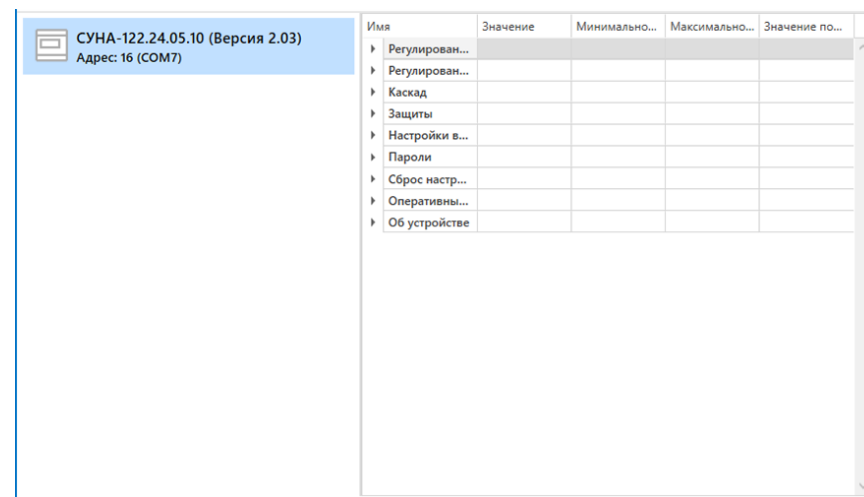 СУНА-122.24.05.10 (Версия 2.03)
Адрес: 16 (COM7)
Имя Значение Минимально... Максимально... Значение по...
Регулирован...
Регулирован...
Каскад
Защиты
Настройки в...
Пароли
Сброс настр...
Оперативны...
Об устройстве